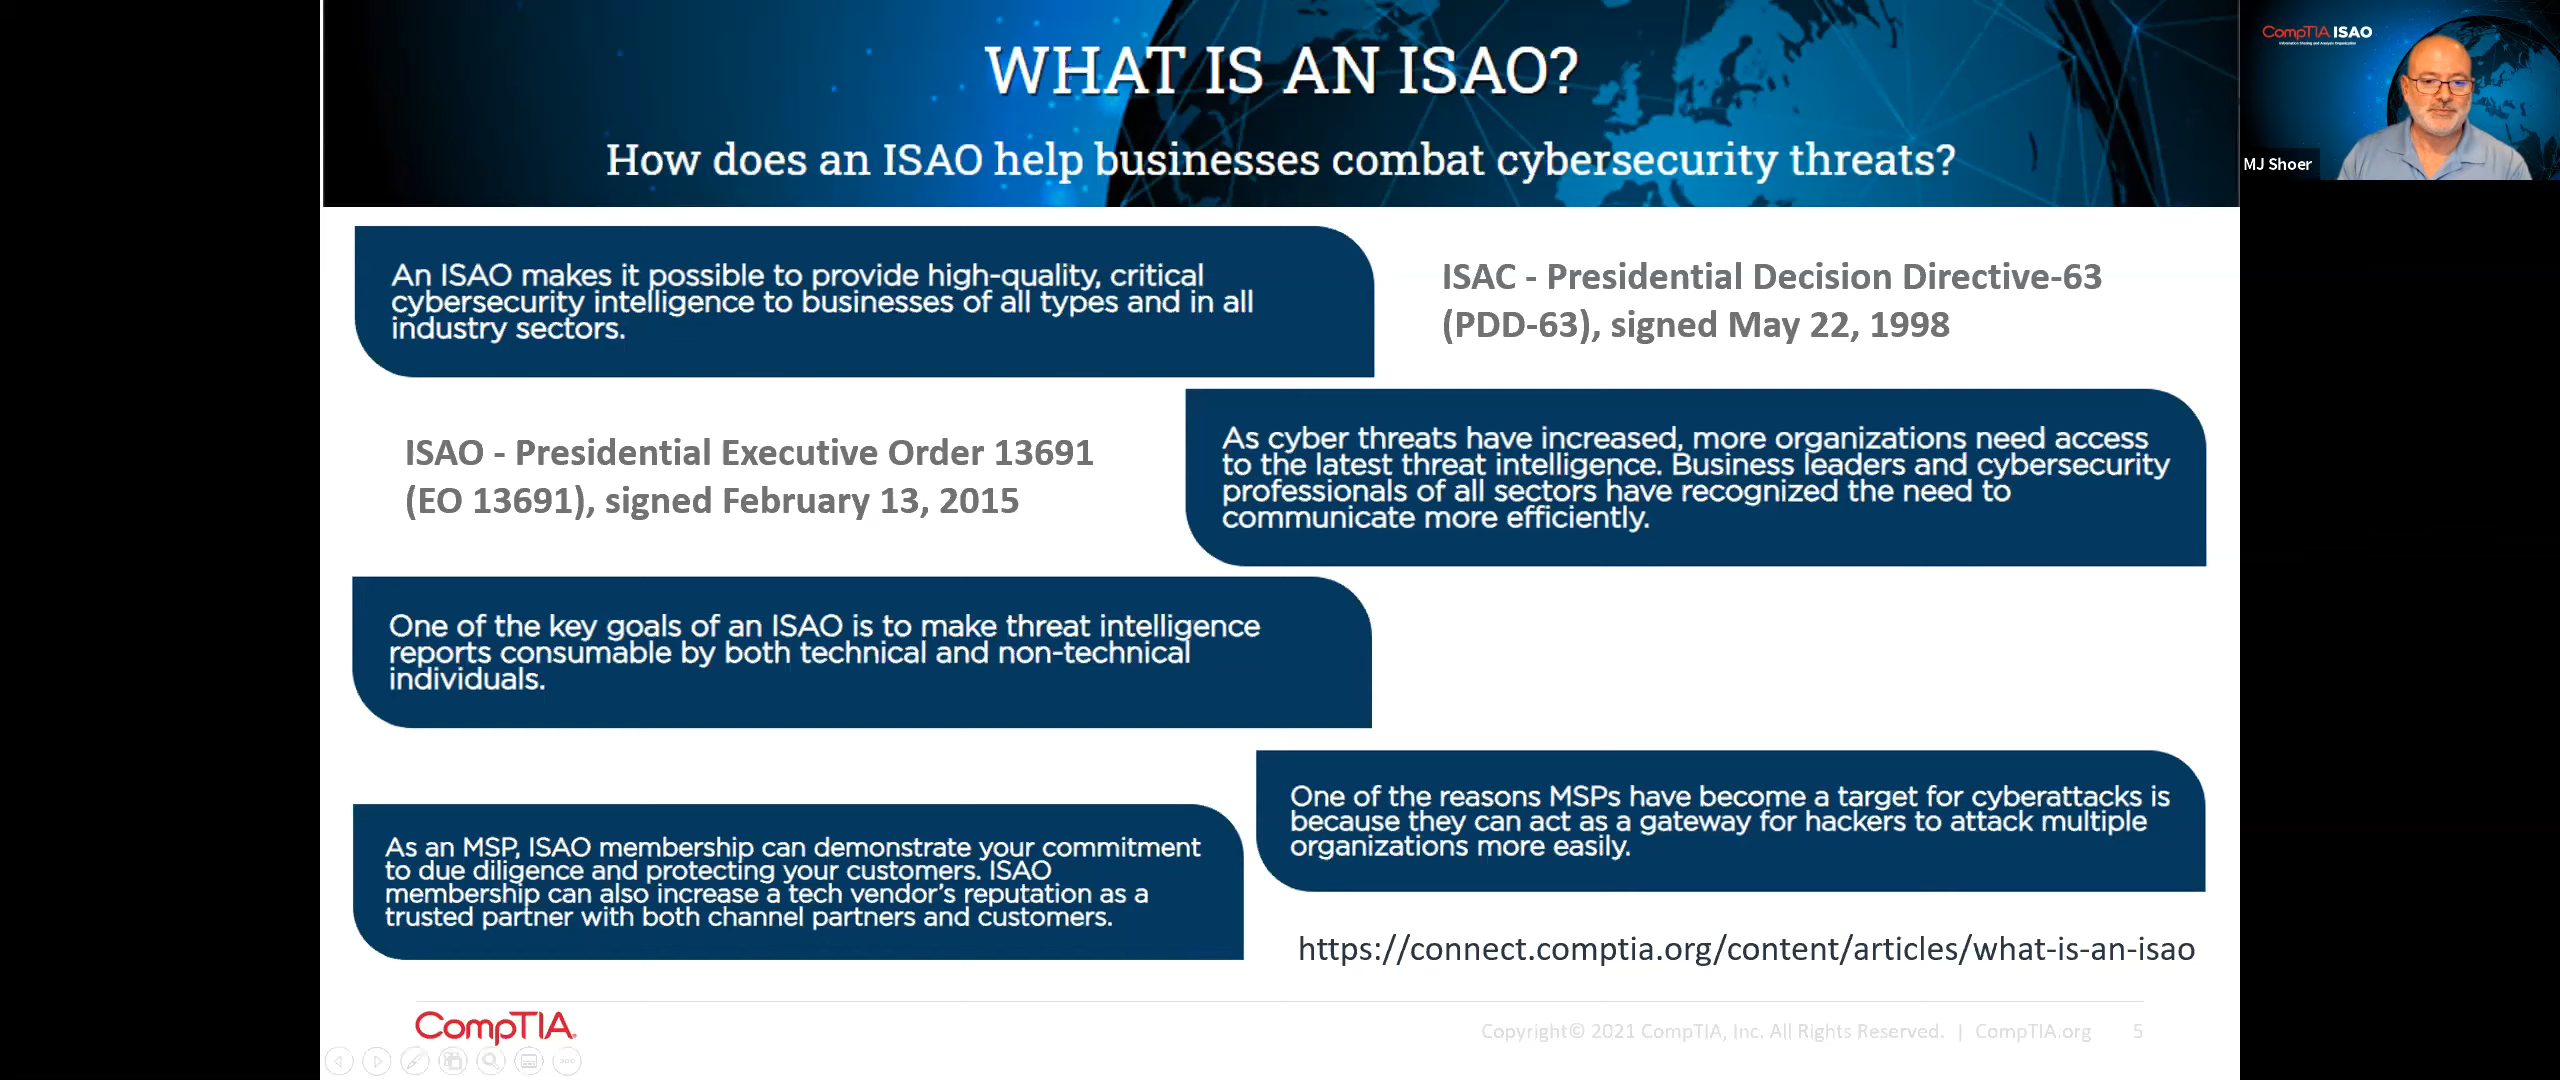 WHAT IS AN ISAO?
How does an ISAO help businesses combat cybersecurity threats?
CompTIA ISAO
Information Sharing and Analysis Organization
MJ Shoer
An ISAO makes it possible to provide high-quality, critical
cybersecurity intelligence to businesses of all types and in all
industry sectors.
ISAC - Presidential Decision Directive-63
(PDD-63), signed May 22, 1998
ISAO - Presidential Executive Order 13691
(EO 13691), signed February 13, 2015
As cyber threats have increased, more organizations need access
to the latest threat intelligence. Business leaders and cybersecurity
professionals of all sectors have recognized the need to
communicate more efficiently.
One of the key goals of an ISAO is to make threat intelligence
reports consumable by both technical and non-technical
individuals.
One of the reasons MSPs have become a target for cyberattacks is
because they can act as a gateway for hackers to attack multiple
organizations more easily.
As an MSP, ISAO membership can demonstrate your commitment
to due diligence and protecting your customers. ISAO
membership can also increase a tech vendor's reputation as a
trusted partner with both channel partners and customers.
https://connect.comptia.org/content/articles/what-is-an-isao
CompTIA.
Copyright© 2021 CompTIA, Inc. All Rights Reserved. | CompTIA.org 5